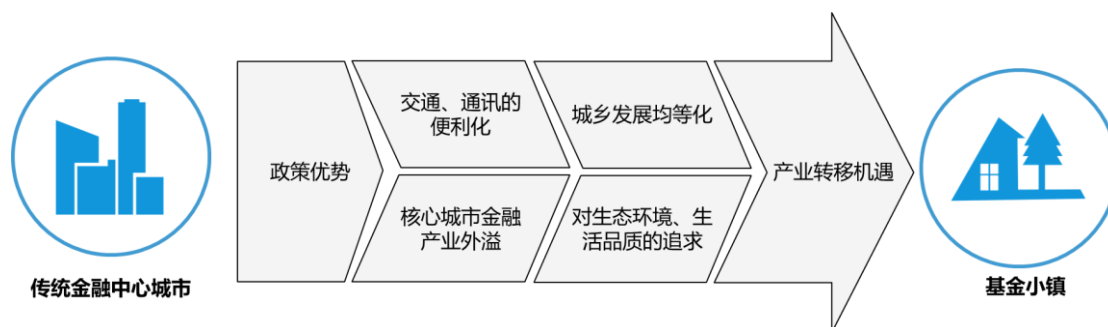 传统金融中心城市
政策优势
交通、通讯的
便利化
城乡发展均等化
核心城市金融
产业外溢
对生态环境、生
活品质的追求
产业转移机遇
基金小镇